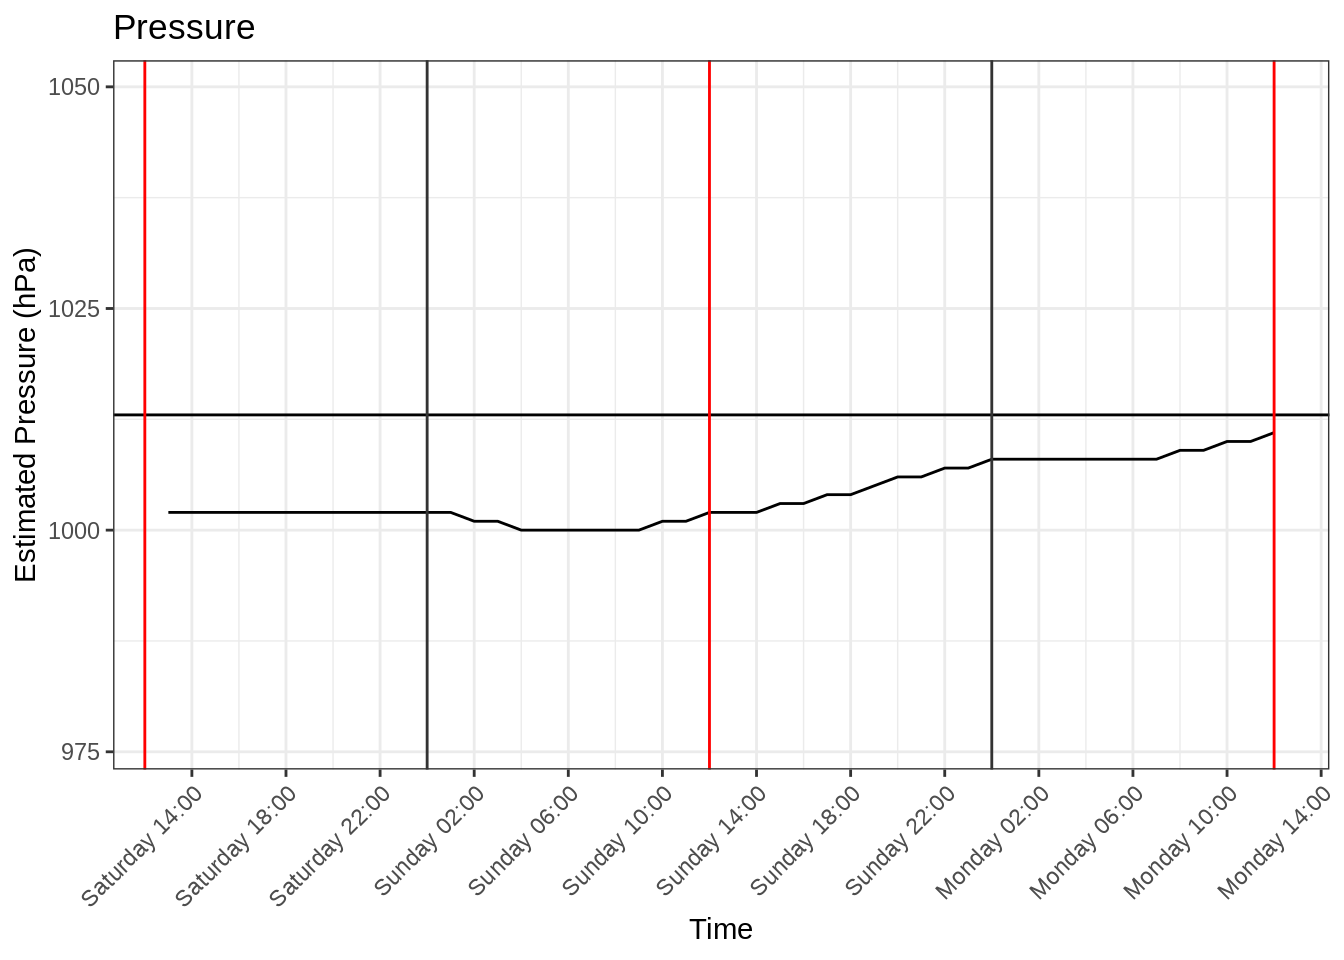 Pressure
Estimated Pressure (hPa)
1050
1025
1000
975
Saturday 14:00
Saturday 18:00
Saturday 22:00
Sunday 02:00
Sunday 06:00
Sunday 10:00
Sunday 14:00
Sunday 18:00
Sunday 22:00
Monday 02:00
Monday 06:00
Monday 10:00
Monday 14:00
Time